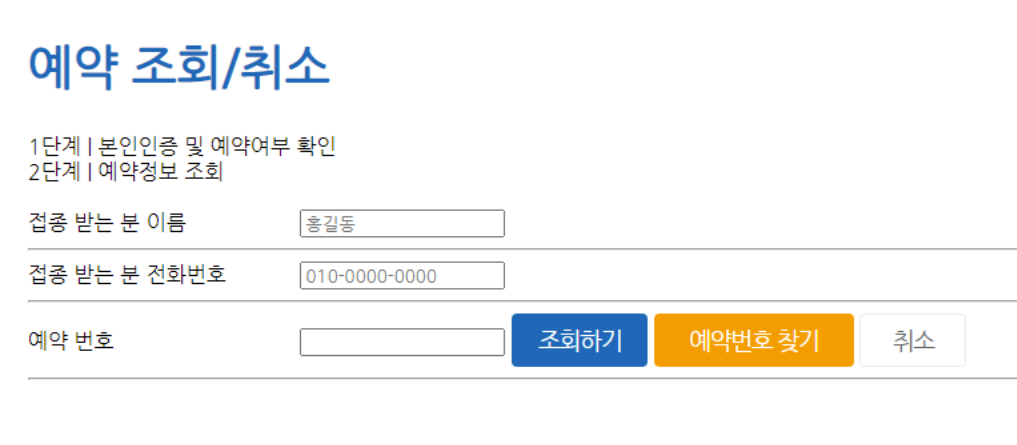 예약 조회/취소
1단계 | 본인인증 및 예약여부 확인
2단계 | 예약정보 조회
접종 받는 분 이름 홍길동
접종 받는 분 전화번호 010-0000-0000
예약 번호 조회하기 예약번호 찾기 취소